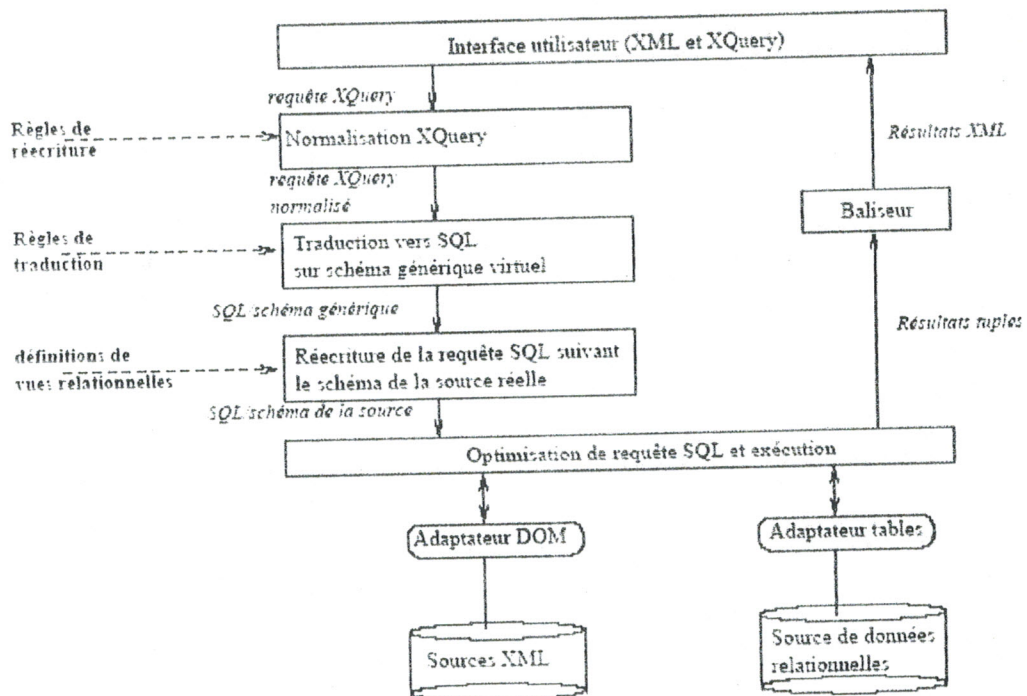 Interface utilisateur (XML et XQuery)
requête XQuery
Règles de
réecriture
Normalisation XQuery
Résultats XML
requête XQuery
normalisé
Baliseur
Règles de
traduction
Traduction vers SQL
sur schéma générique virtuel
SQL/schéma générique
Résultats tuples
définitions de
vues relationnelles
Réecriture de la requête SQL suivant
le schéma de la source réelle
SQL/schéma de la source
Optimisation de requête SQL et exécution
Adaptateur DOM
Adaptateur tables
Sources XML
Source de données
relationnelles